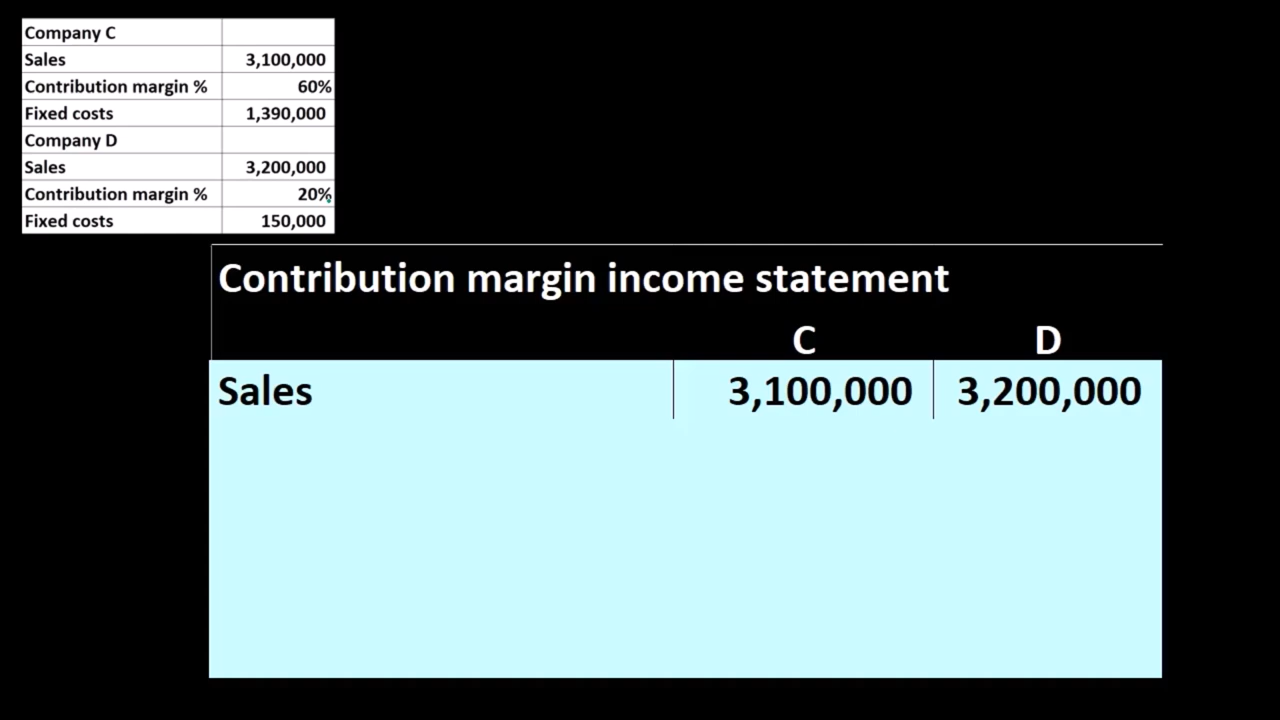 Company C
Sales 3,100,000
Contribution margin % 60%
Fixed costs 1,390,000
Company D
Sales 3,200,000
Contribution margin % 20%
Fixed costs 150,000
Contribution margin income statement
C D
Sales 3,100,000 3,200,000